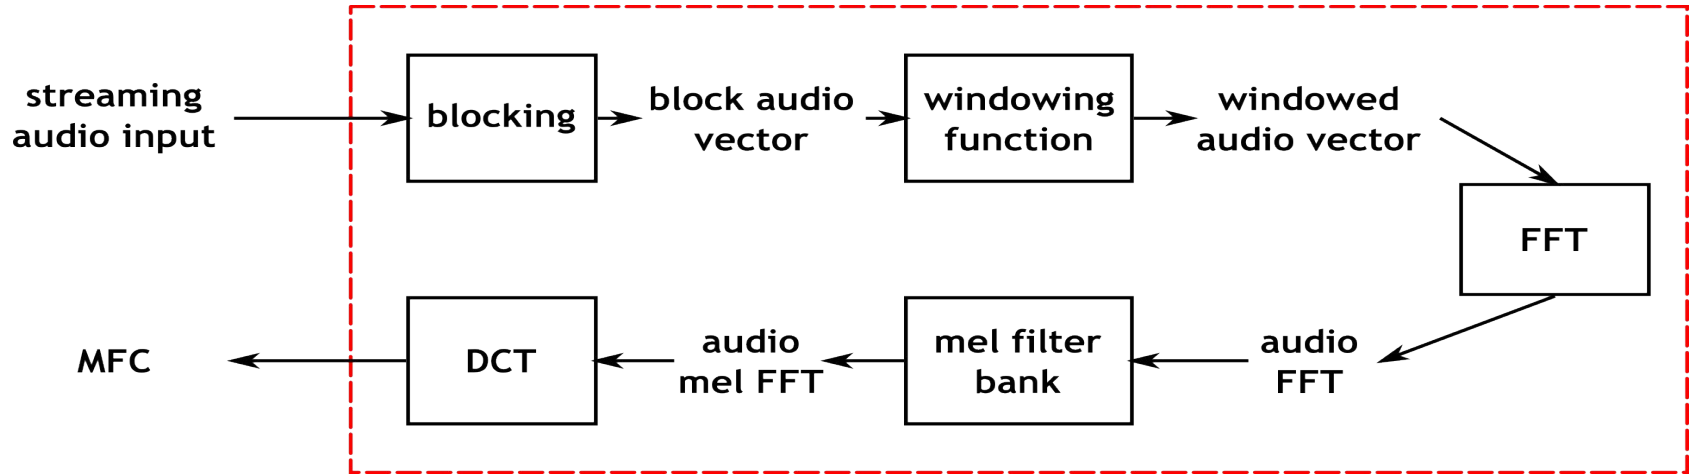 streaming
audio input
blocking
block audio
vector
windowing
function
windowed
audio vector
FFT
audio
FFT
mel filter
bank
audio
mel FFT
DCT
MFC